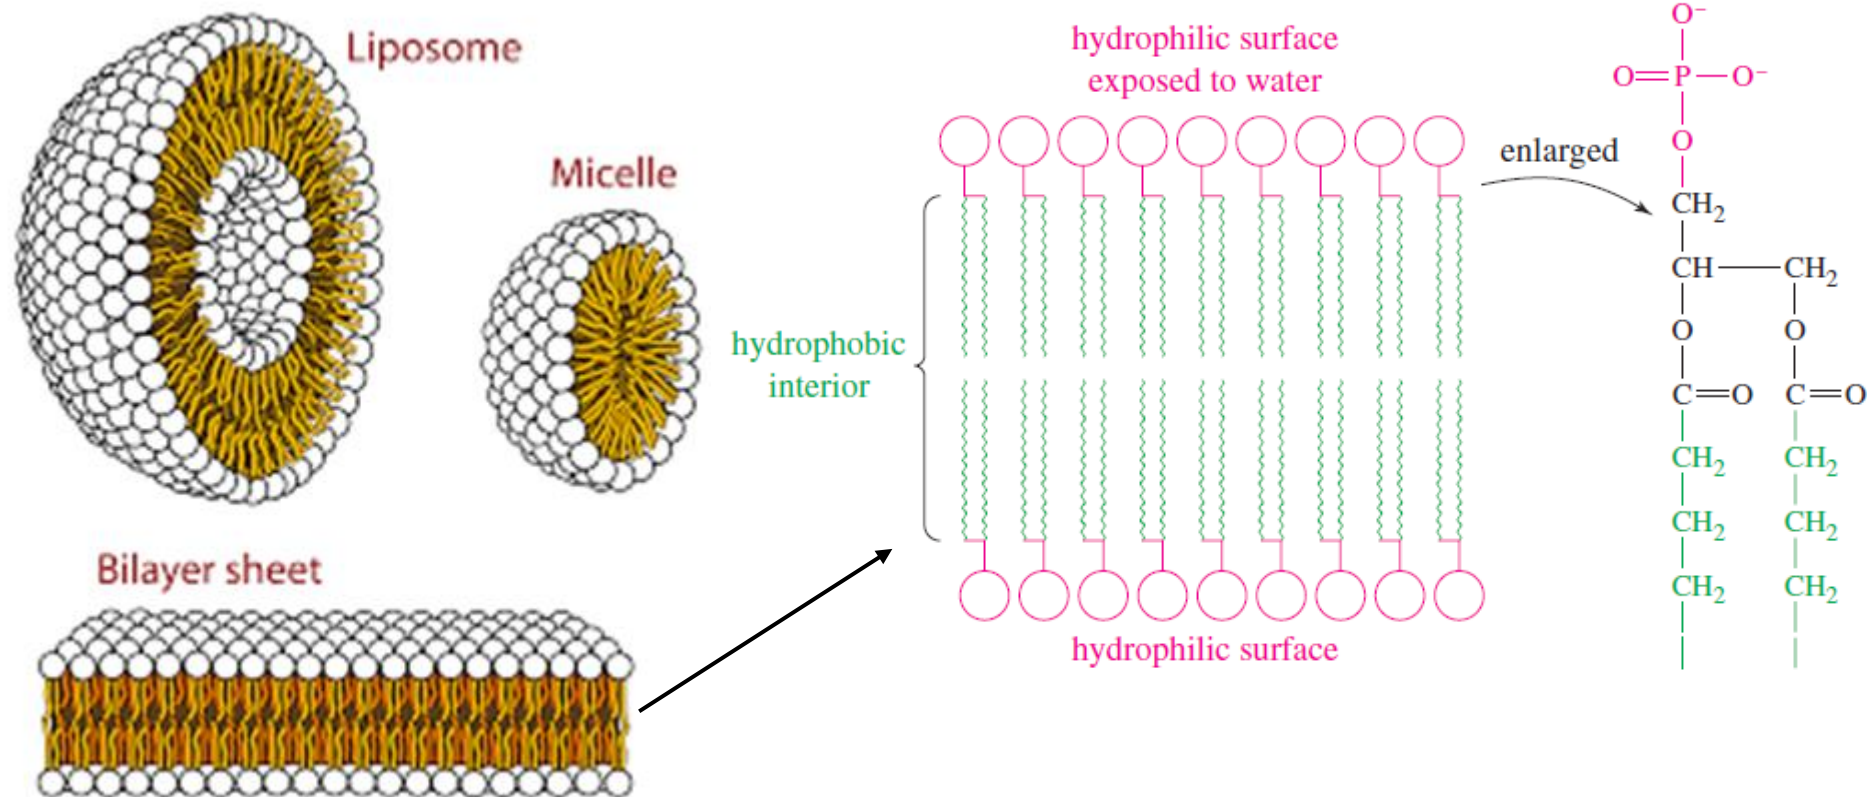 Liposome
Micelle
Bilayer sheet
hydrophilic surface
exposed to water
hydrophobic
interior
hydrophilic surface
enlarged
O⁻
O=P—O⁻
O
CH₂
CH—CH₂
O O
C=O C=O
CH₂ CH₂
CH₂ CH₂
CH₂ CH₂